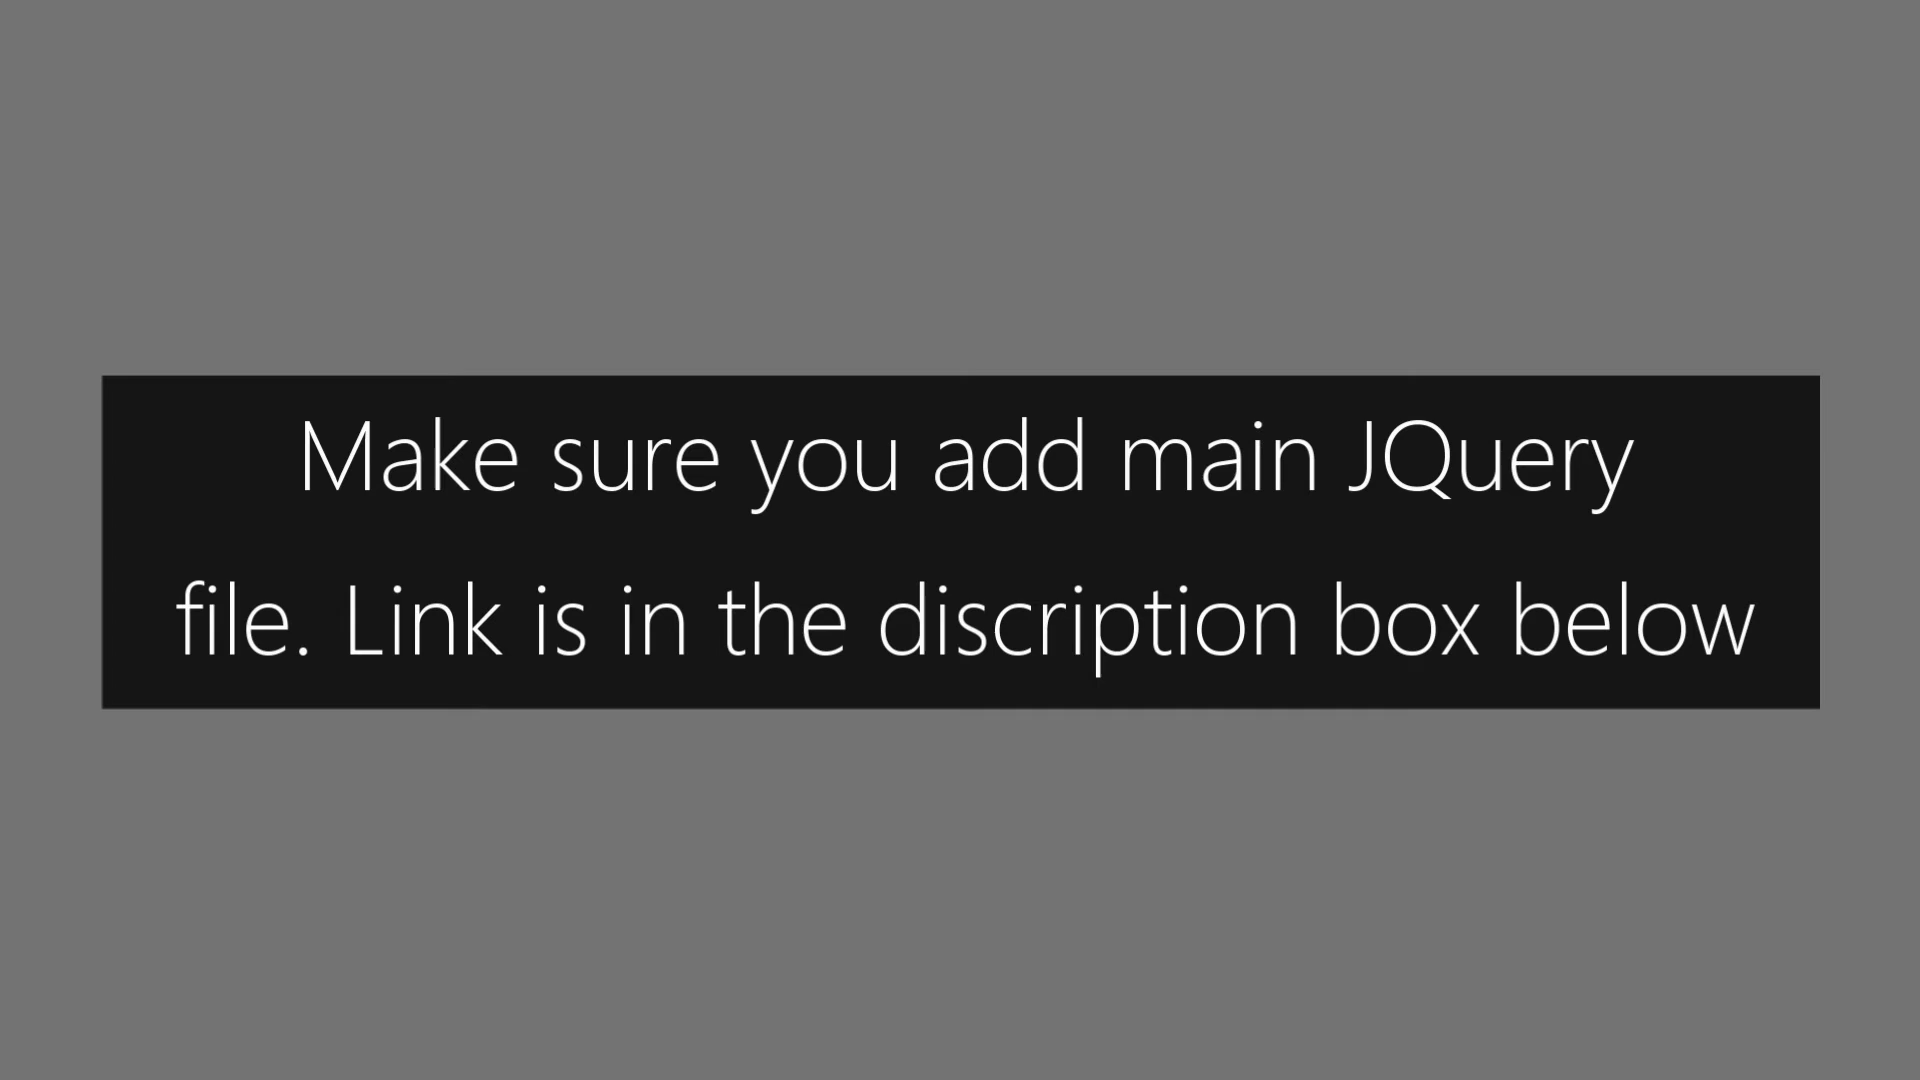 Make sure you add main JQuery
file. Link is in the discription box below